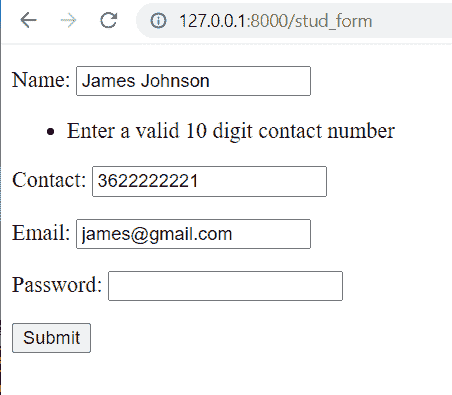 127.0.0.1:8000/stud_form
Name: James Johnson
• Enter a valid 10 digit contact number
Contact: 3622222221
Email: james@gmail.com
Password:
Submit